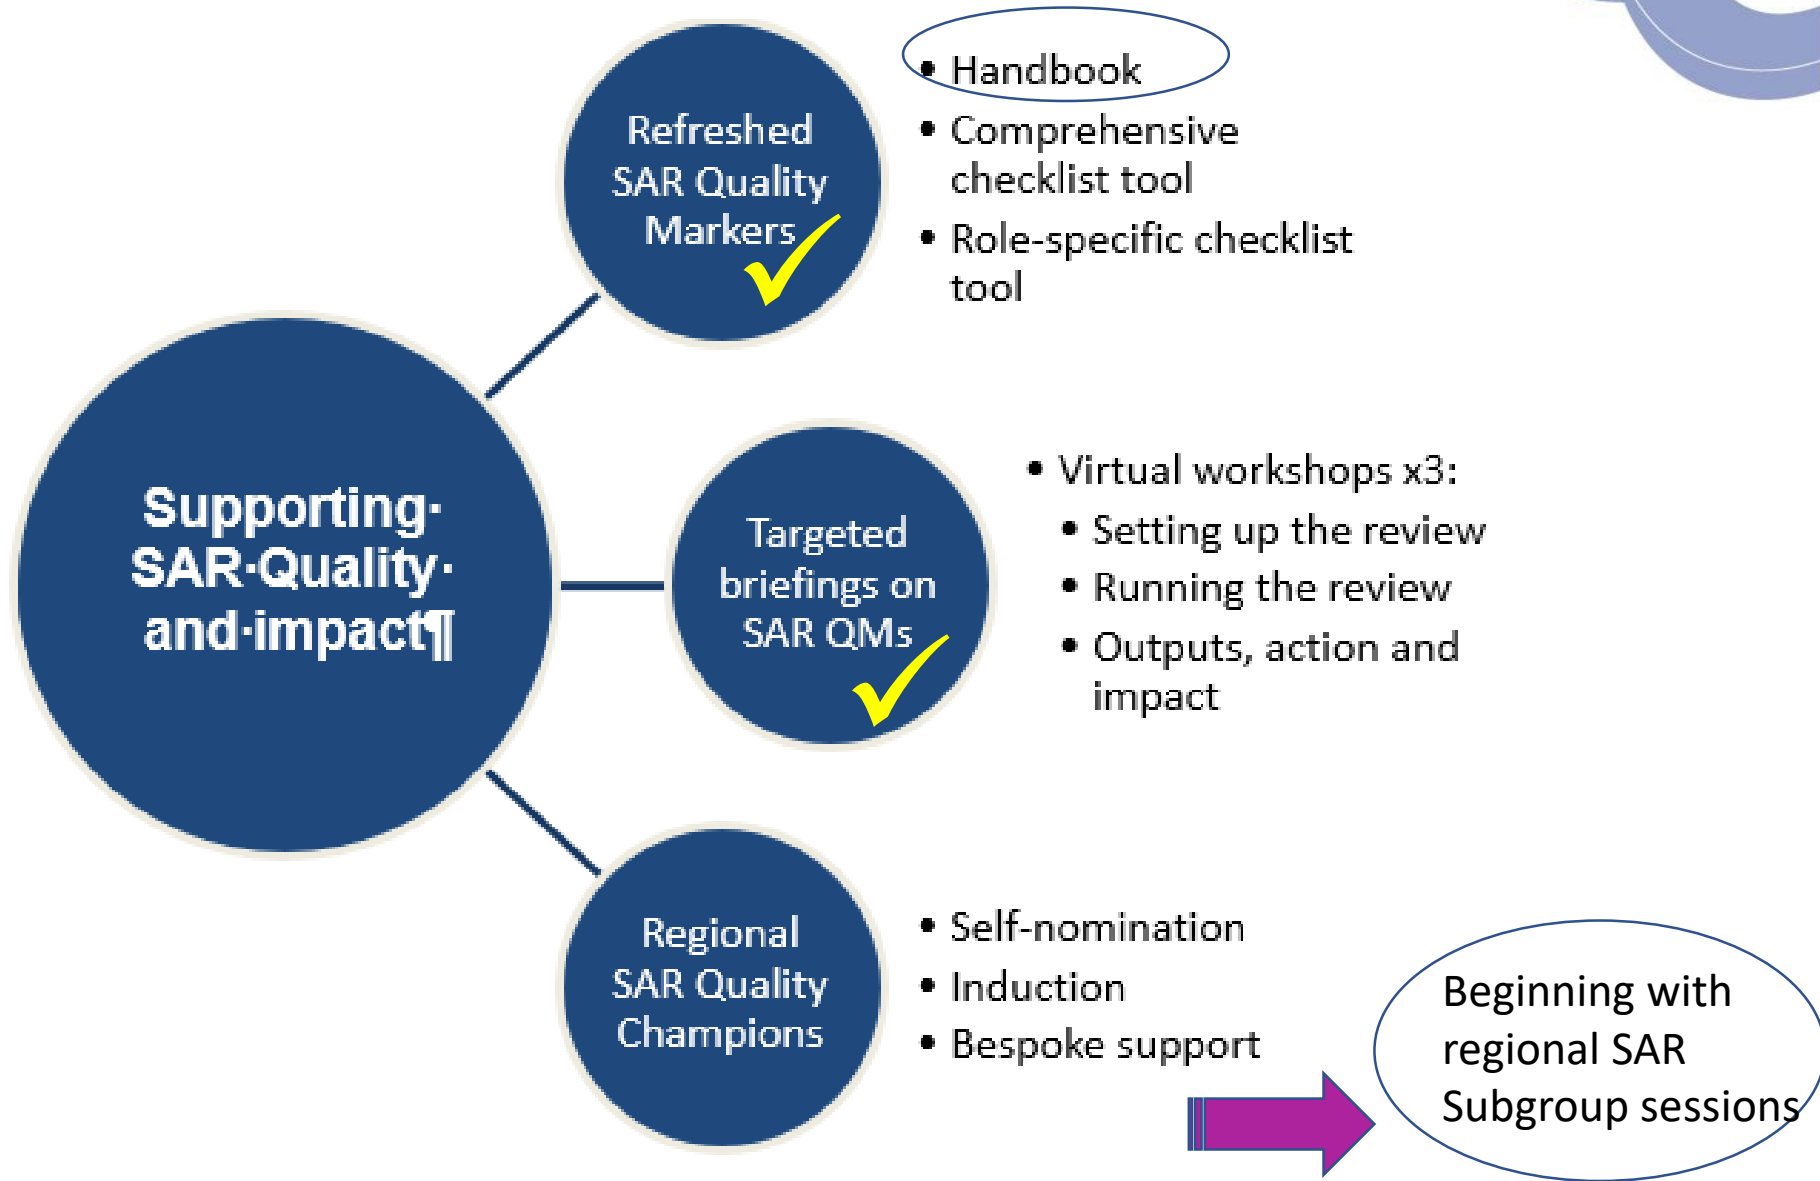 Refreshed
SAR Quality
Markers
• Handbook
• Comprehensive
checklist tool
• Role-specific checklist
tool
Supporting·
SAR·Quality·
and·impact¶
Targeted
briefings on
SAR QMs
• Virtual workshops x3:
• Setting up the review
• Running the review
• Outputs, action and
impact
Regional
SAR Quality
Champions
• Self-nomination
• Induction
• Bespoke support
Beginning with
regional SAR
Subgroup sessions